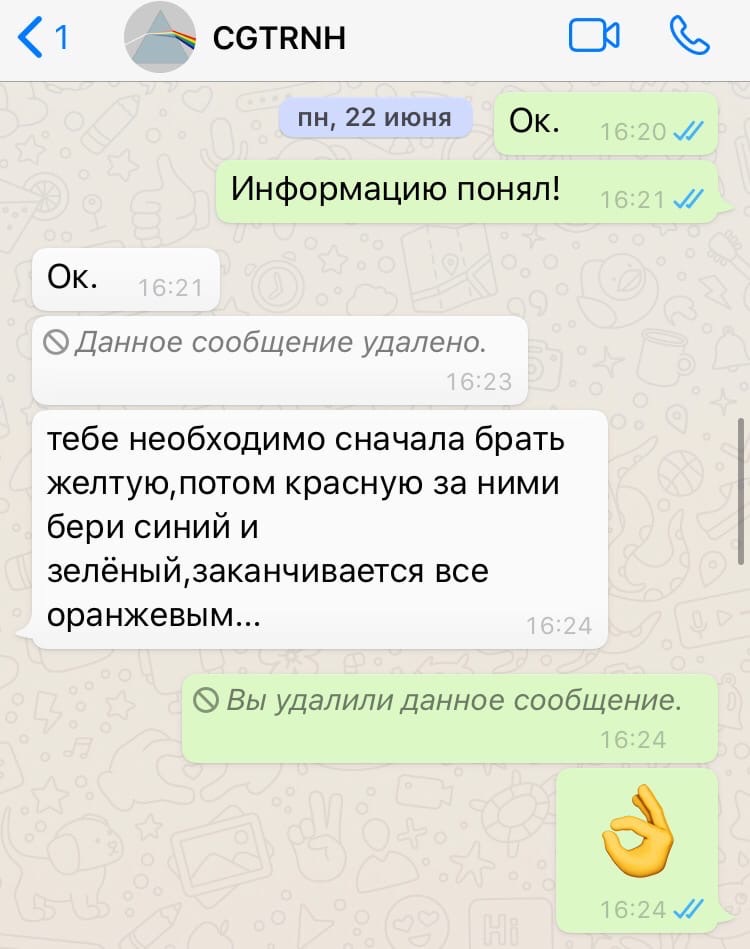 1
CGTRNH
пн, 22 июня
Ок.
16:20
Информацию понял!
16:21
Ок.
16:21
Данное сообщение удалено.
16:23
тебе необходимо сначала брать
желтую,потом красную за ними
бери синий и
зелёный,заканчивается все
оранжевым...
16:24
Вы удалили данное сообщение.
16:24
16:24
Hi